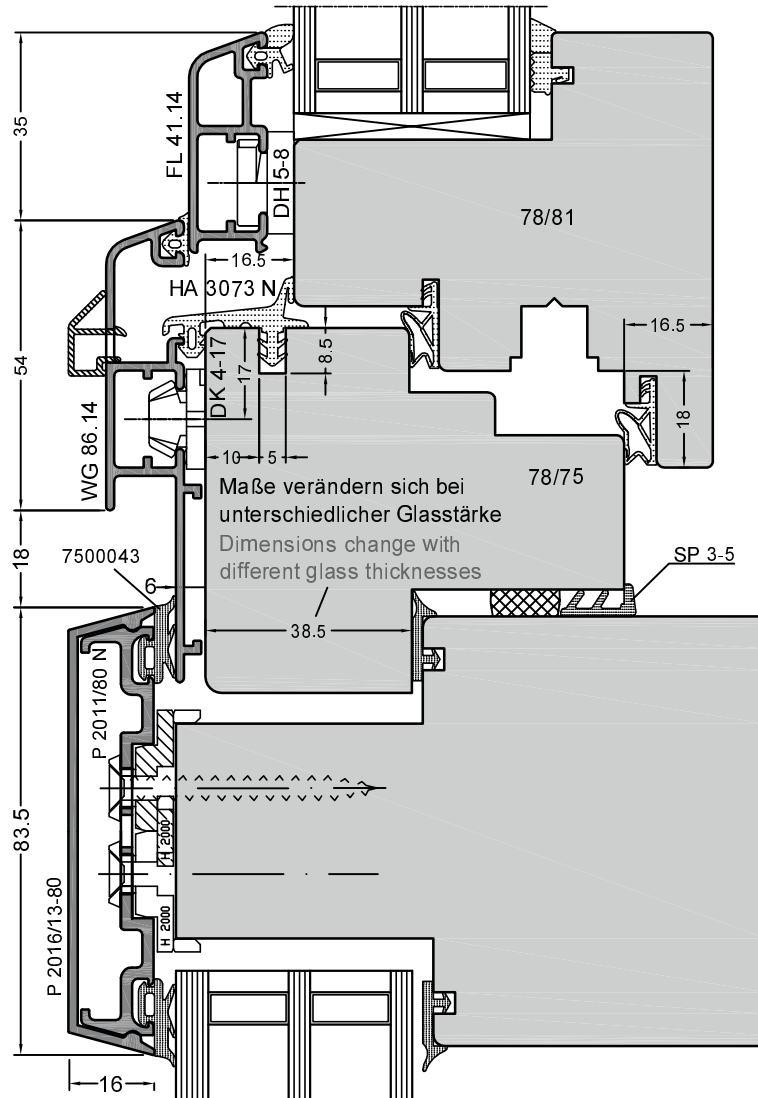 35
FL 41.14
DH 5-8
78/81
16.5
HA 3073 N
16.5
54
8.5
17
DK 4-17
18
WG 86.14
10
5
78/75
Maße verändern sich bei
unterschiedlicher Glasstärke
Dimensions change with
different glass thicknesses
18
7500043
SP 3-5
6
38.5
P 2011/80 N
83.5
H 2000
P 2016/13-80
H 2000
16